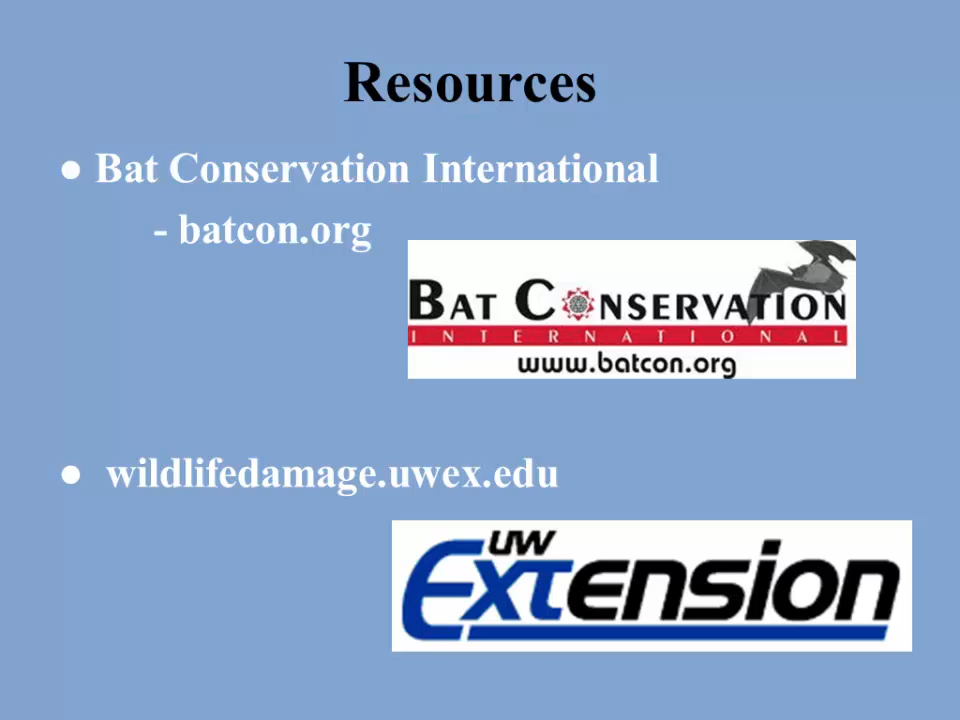 Resources
● Bat Conservation International
- batcon.org
BAT CONSERVATION
INTERNATIONAL
www.batcon.org
● wildlifedamage.uwex.edu
UW
Extension